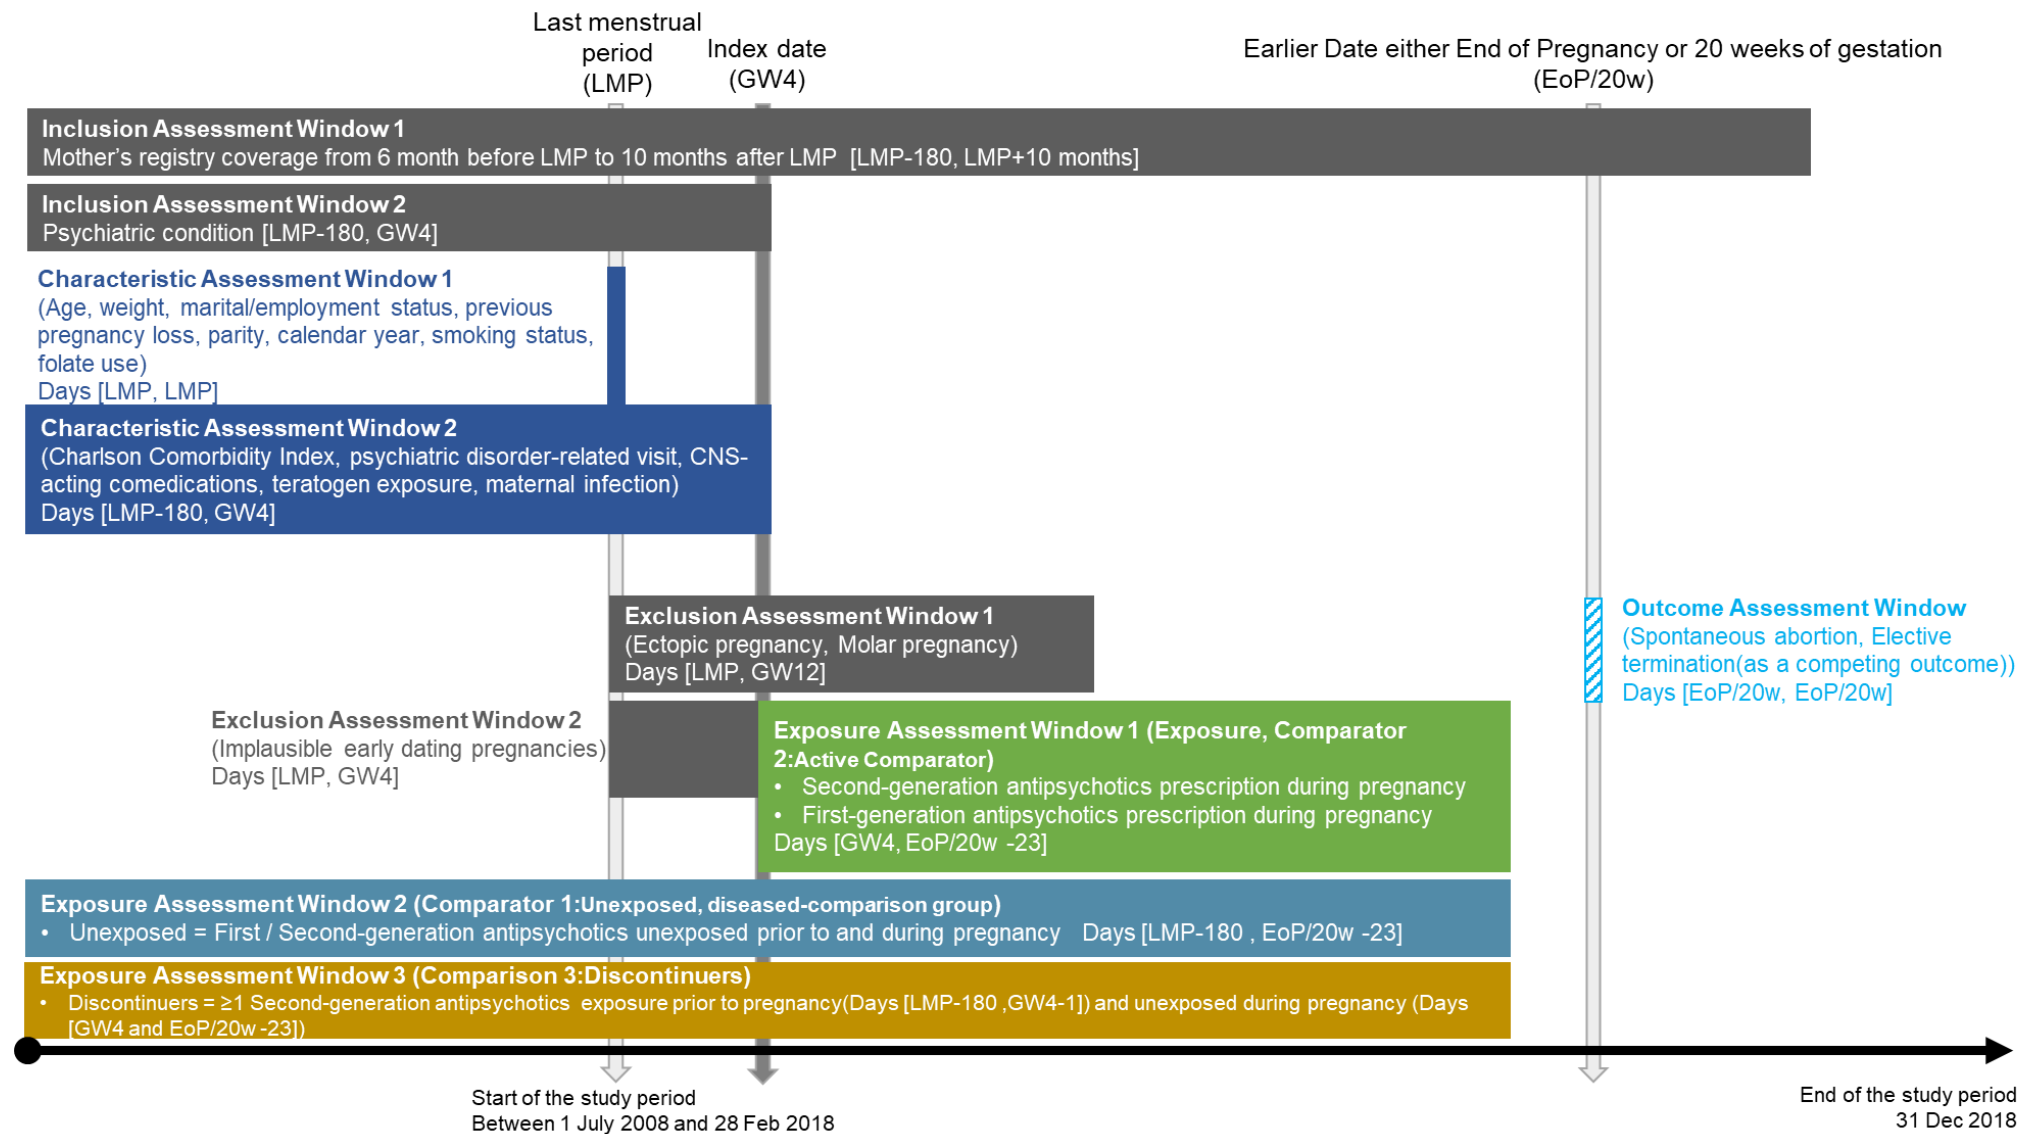 Last menstrual
period
(LMP)
Index date
(GW4)
Earlier Date either End of Pregnancy or 20 weeks of gestation
(EoP/20w)
Inclusion Assessment Window 1
Mother's registry coverage from 6 month before LMP to 10 months after LMP [LMP-180, LMP+10 months]
Inclusion Assessment Window 2
Psychiatric condition [LMP-180, GW4]
Characteristic Assessment Window 1
(Age, weight, marital/employment status, previous
pregnancy loss, parity, calendar year, smoking status,
folate use)
Days [LMP, LMP]
Characteristic Assessment Window 2
(Charlson Comorbidity Index, psychiatric disorder-related visit, CNS-
acting comedications, teratogen exposure, maternal infection)
Days [LMP-180, GW4]
Exclusion Assessment Window 1
(Ectopic pregnancy, Molar pregnancy)
Days [LMP, GW12]
Outcome Assessment Window
(Spontaneous abortion, Elective
termination(as a competing outcome))
Days [EoP/20w, EoP/20w]
Exclusion Assessment Window 2
(Implausible early dating pregnancies)
Days [LMP, GW4]
Exposure Assessment Window 1 (Exposure, Comparator
2:Active Comparator)
• Second-generation antipsychotics prescription during pregnancy
• First-generation antipsychotics prescription during pregnancy
Days [GW4, EoP/20w -23]
Exposure Assessment Window 2 (Comparator 1:Unexposed, diseased-comparison group)
• Unexposed = First / Second-generation antipsychotics unexposed prior to and during pregnancy Days [LMP-180 , EoP/20w -23]
Exposure Assessment Window 3 (Comparison 3:Discontinuers)
• Discontinuers = ≥1 Second-generation antipsychotics exposure prior to pregnancy(Days [LMP-180 ,GW4-1]) and unexposed during pregnancy (Days
[GW4 and EoP/20w -23])
Start of the study period
Between 1 July 2008 and 28 Feb 2018
End of the study period
31 Dec 2018